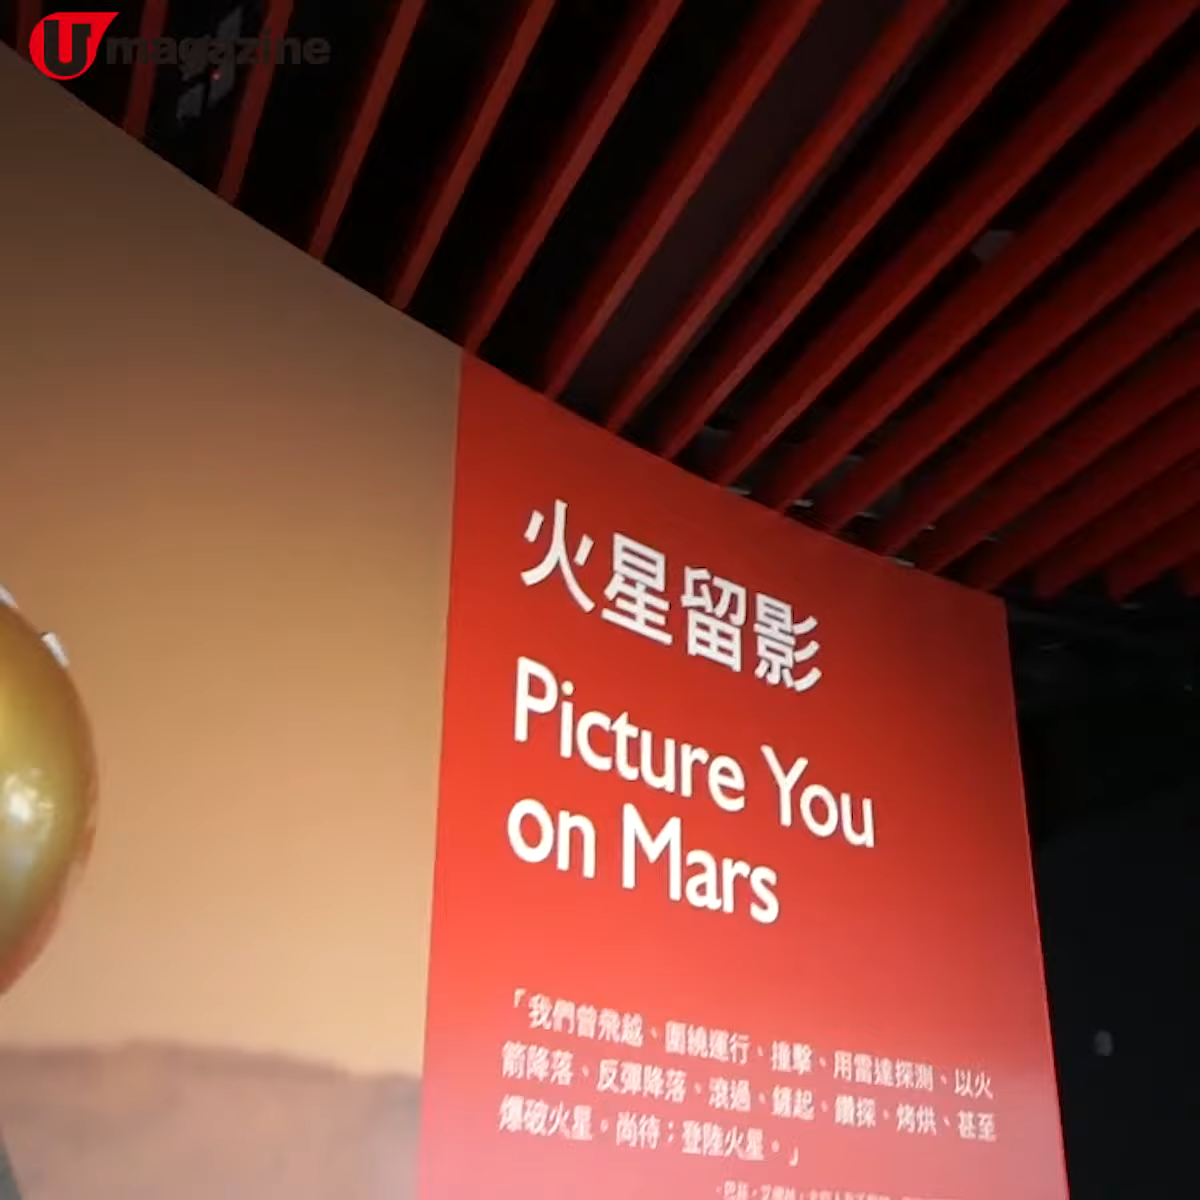 U magazine
火星留影
Picture You
on Mars
「我們曾飛越、圍繞運行、撞擊、用雷達探測、以火
箭降落、反彈降落、滾過、鏟起、鑽探、烤烘、甚至
爆破火星。尚待：登陸火星。」